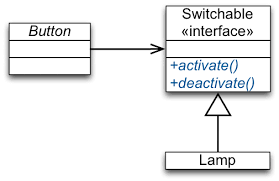 Button
Switchable
«interface»
+activate()
+deactivate()
Lamp